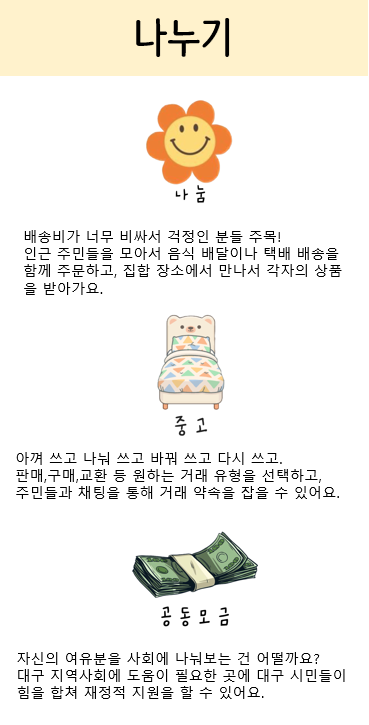 나누기
나 눔
배송비가 너무 비싸서 걱정인 분들 주목!
인근 주민들을 모아서 음식 배달이나 택배 배송을
함께 주문하고, 집합 장소에서 만나서 각자의 상품
을 받아가요.
중 고
아껴 쓰고 나눠 쓰고 바꿔 쓰고 다시 쓰고.
판매,구매,교환 등 원하는 거래 유형을 선택하고,
주민들과 채팅을 통해 거래 약속을 잡을 수 있어요.
공 동 모 금
자신의 여유분을 사회에 나눠보는 건 어떨까요?
대구 지역사회에 도움이 필요한 곳에 대구 시민들이
힘을 합쳐 재정적 지원을 할 수 있어요.